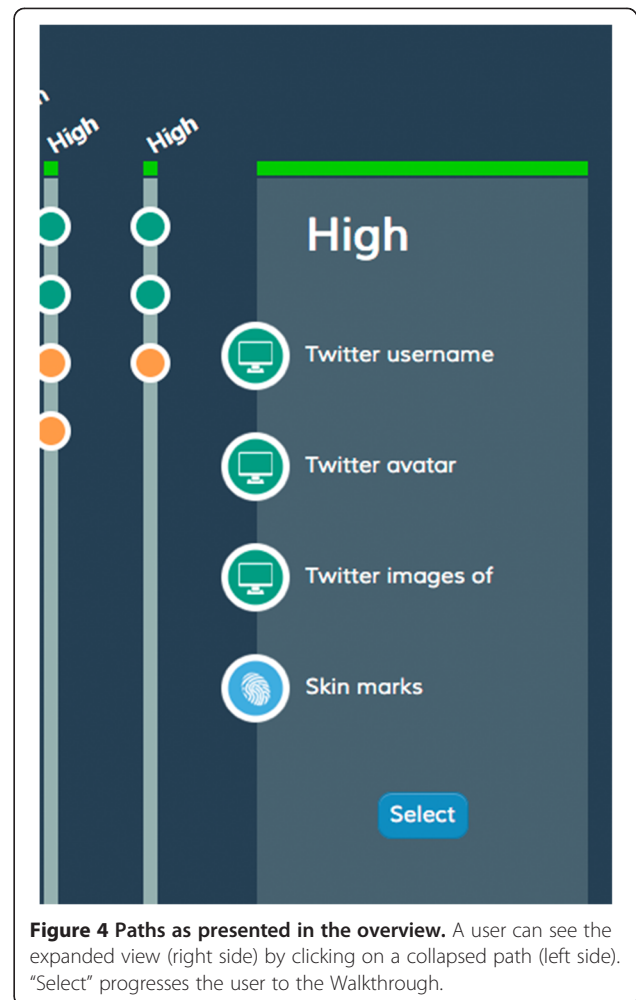 High
High
High
Twitter username
Twitter avatar
Twitter images of
Skin marks
Select
Figure 4 Paths as presented in the overview. A user can see the
expanded view (right side) by clicking on a collapsed path (left side).
“Select” progresses the user to the Walkthrough.